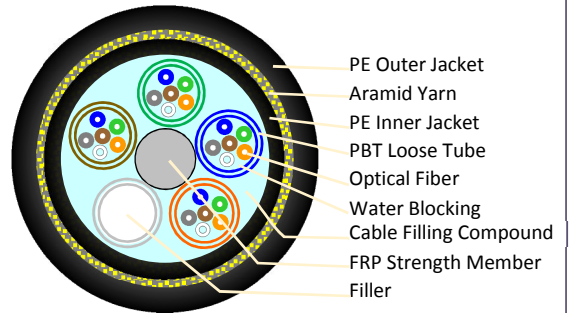 PE Outer Jacket
Aramid Yarn
PE Inner Jacket
PBT Loose Tube
Optical Fiber
Water Blocking
Cable Filling Compound
FRP Strength Member
Filler